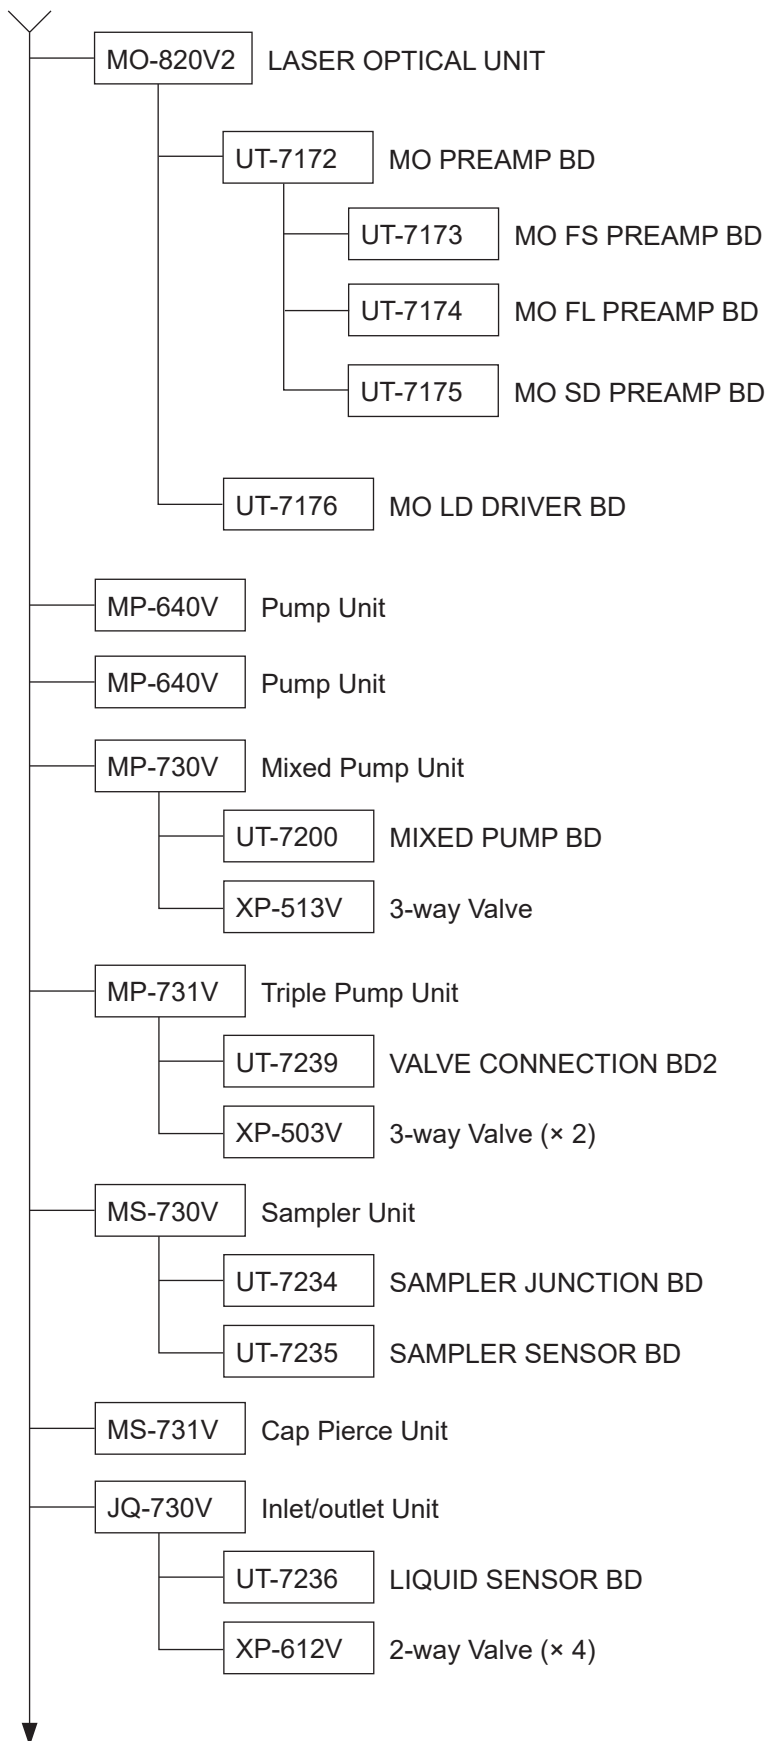 MO-820V2 LASER OPTICAL UNIT
UT-7172 MO PREAMP BD
UT-7173 MO FS PREAMP BD
UT-7174 MO FL PREAMP BD
UT-7175 MO SD PREAMP BD
UT-7176 MO LD DRIVER BD
MP-640V Pump Unit
MP-640V Pump Unit
MP-730V Mixed Pump Unit
UT-7200 MIXED PUMP BD
XP-513V 3-way Valve
MP-731V Triple Pump Unit
UT-7239 VALVE CONNECTION BD2
XP-503V 3-way Valve (× 2)
MS-730V Sampler Unit
UT-7234 SAMPLER JUNCTION BD
UT-7235 SAMPLER SENSOR BD
MS-731V Cap Pierce Unit
JQ-730V Inlet/outlet Unit
UT-7236 LIQUID SENSOR BD
XP-612V 2-way Valve (× 4)